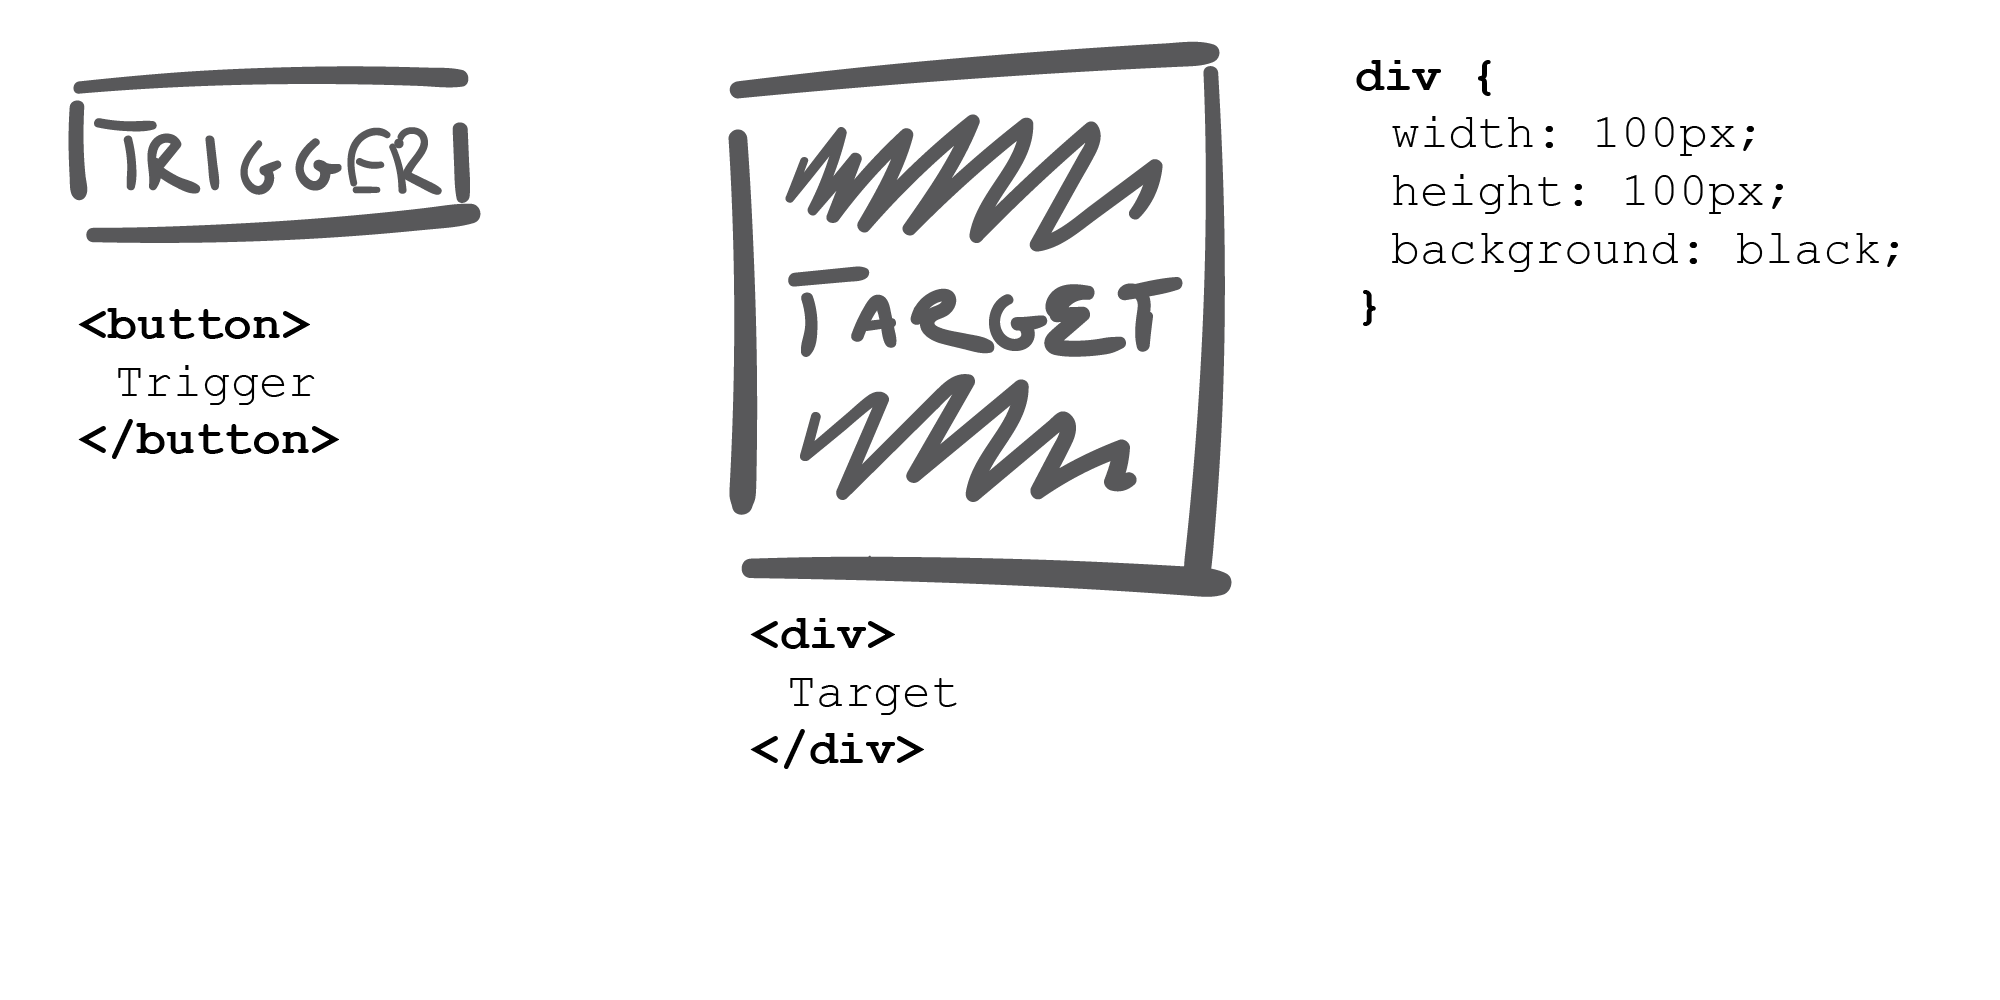 TRIGGER
<button>
Trigger
</button>
TARGET
<div>
Target
</div>
div {
width: 100px;
height: 100px;
background: black;
}